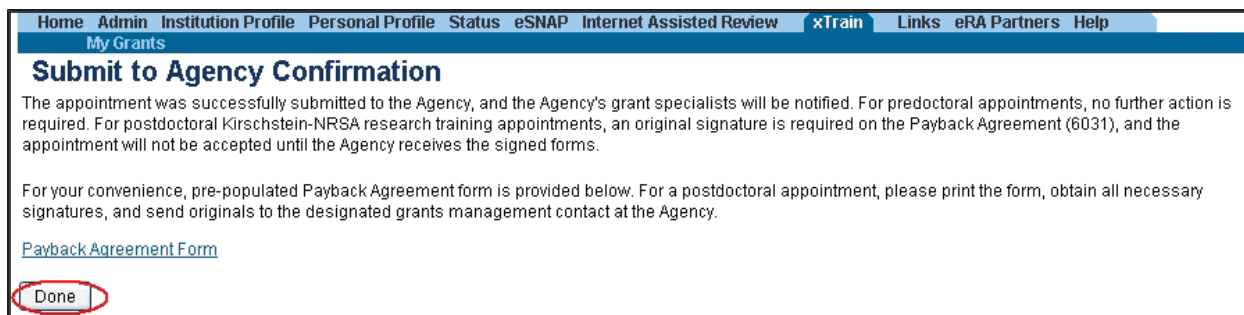 Home Admin Institution Profile Personal Profile Status eSNAP Internet Assisted Review xTrain Links eRA Partners Help
My Grants
Submit to Agency Confirmation
The appointment was successfully submitted to the Agency, and the Agency's grant specialists will be notified. For predoctoral appointments, no further action is
required. For postdoctoral Kirschstein-NRSA research training appointments, an original signature is required on the Payback Agreement (6031), and the
appointment will not be accepted until the Agency receives the signed forms.
For your convenience, pre-populated Payback Agreement form is provided below. For a postdoctoral appointment, please print the form, obtain all necessary
signatures, and send originals to the designated grants management contact at the Agency.
Payback Agreement Form
Done